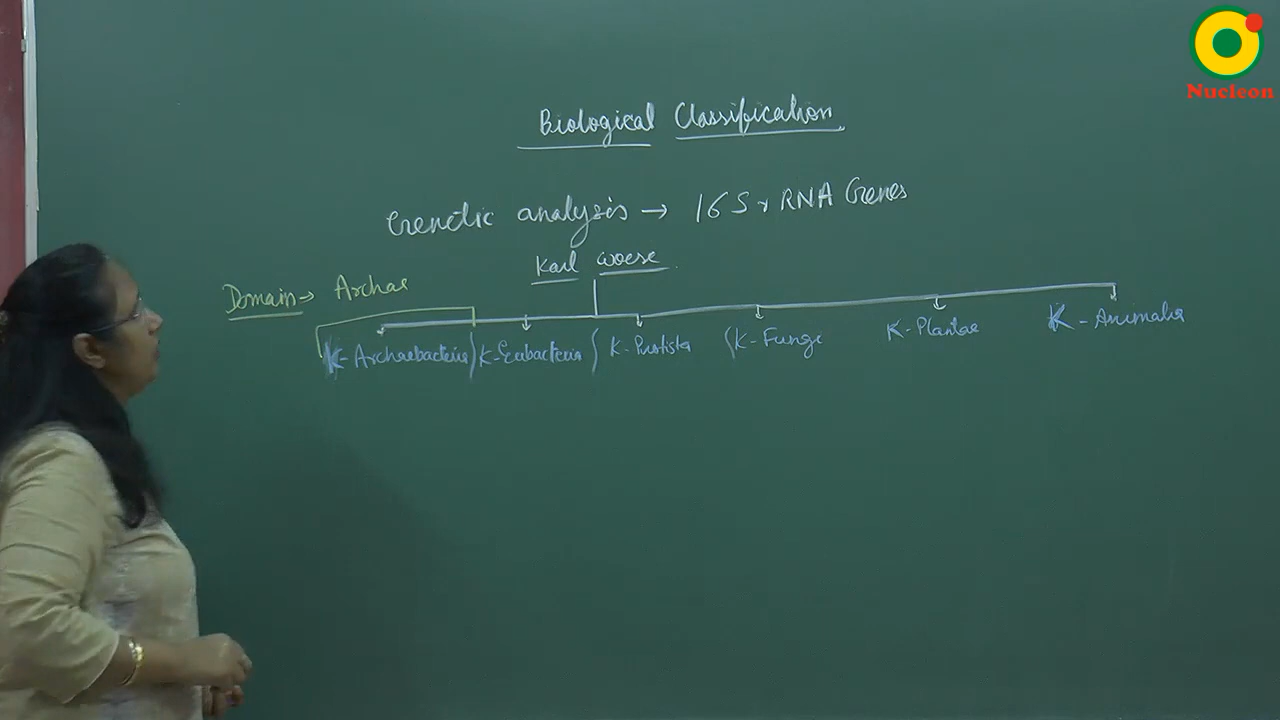 Nucleon
Biological Classification
Genetic analysis → 16S rRNA Genes
Karl woese
Domain → Archae
K- Archaebacteria K- Eubacteria K- Protista K- Fungi K- Plantae K- Animalia